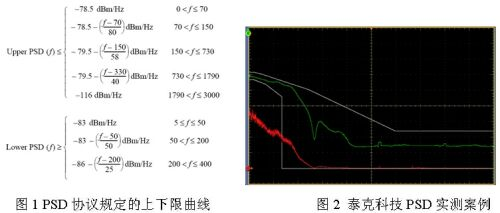 Upper PSD (f) ≤
−78.5 dBm/Hz 0 < f ≤ 70
−78.5 −(f−70/80) dBm/Hz 70 < f ≤ 150
−79.5 −(f−150/58) dBm/Hz 150 < f ≤ 730
−79.5 −(f−330/40) dBm/Hz 730 < f ≤ 1790
−116 dBm/Hz 1790 < f ≤ 3000
Lower PSD (f) ≥
−83 dBm/Hz 5 ≤ f ≤ 50
−83 −(f−50/50) dBm/Hz 50 < f ≤ 200
−86 −(f−200/25) dBm/Hz 200 < f ≤ 400
图 1 PSD 协议规定的上下限曲线
图 2 泰克科技 PSD 实测案例